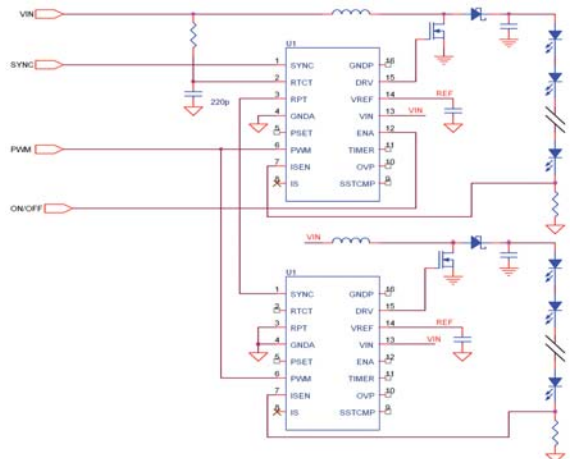 VIN
U1
SYNC
1 SYNC GNDP 16
2 RTCT DRV 15
220p
3 RPT VREF 14 REF
4 GNDA VIN 13 VIN
5 PSET ENA 12
PWM
6 PWM TIMER 11
7 ISEN OVP 10
8 IS SSTCMP 9
ON/OFF
VIN
U1
1 SYNC GNDP 16
2 RTCT DRV 15
3 RPT VREF 14 REF
4 GNDA VIN 13 VIN
5 PSET ENA 12
6 PWM TIMER 11
7 ISEN OVP 10
8 IS SSTCMP 9